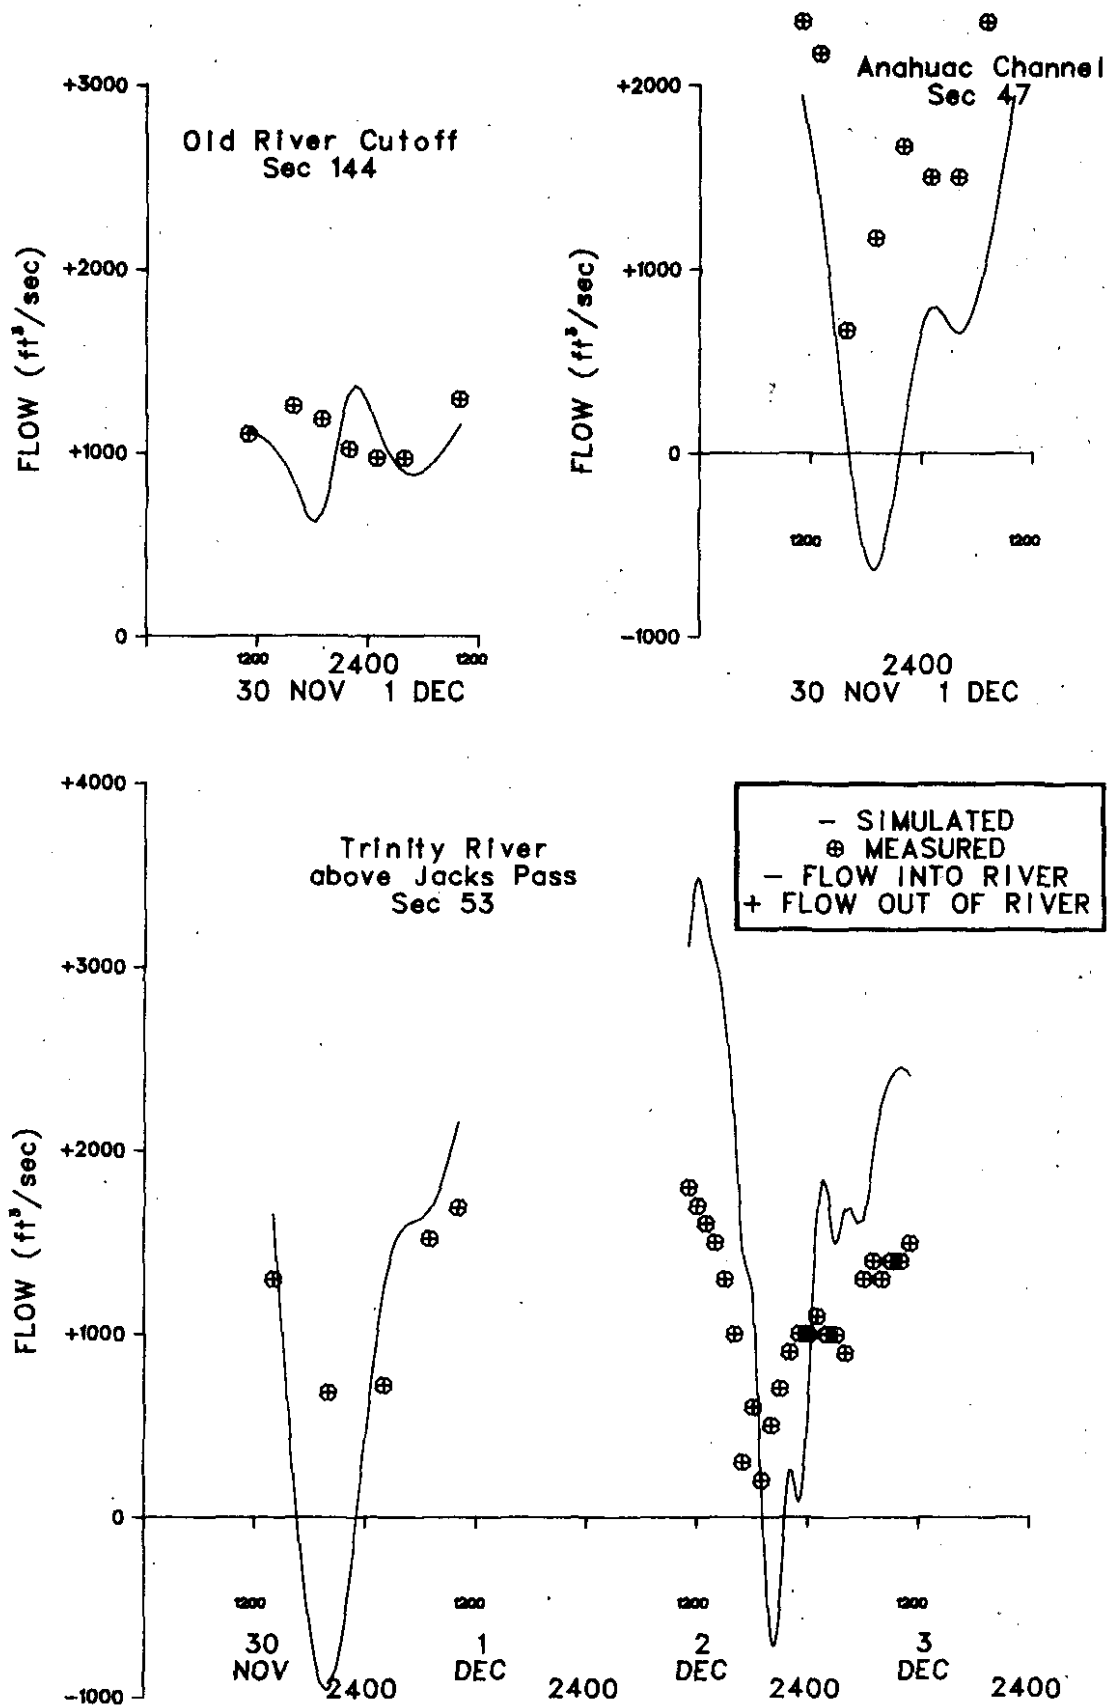 +3000
Old River Cutoff
Sec 144
+2000
FLOW (ft³/sec)
+1000
0
1200
2400
1200
30 NOV 1 DEC
Anahuac Channel
Sec 47
+2000
+1000
FLOW (ft³/sec)
0
1200
1200
-1000
2400
30 NOV 1 DEC
+4000
Trinity River
above Jacks Pass
Sec 53
− SIMULATED
⊕ MEASURED
− FLOW INTO RIVER
+ FLOW OUT OF RIVER
+3000
+2000
FLOW (ft³/sec)
+1000
0
1200
1200
1200
1200
30
NOV
1
DEC
2
DEC
3
DEC
-1000
2400
2400
2400
2400